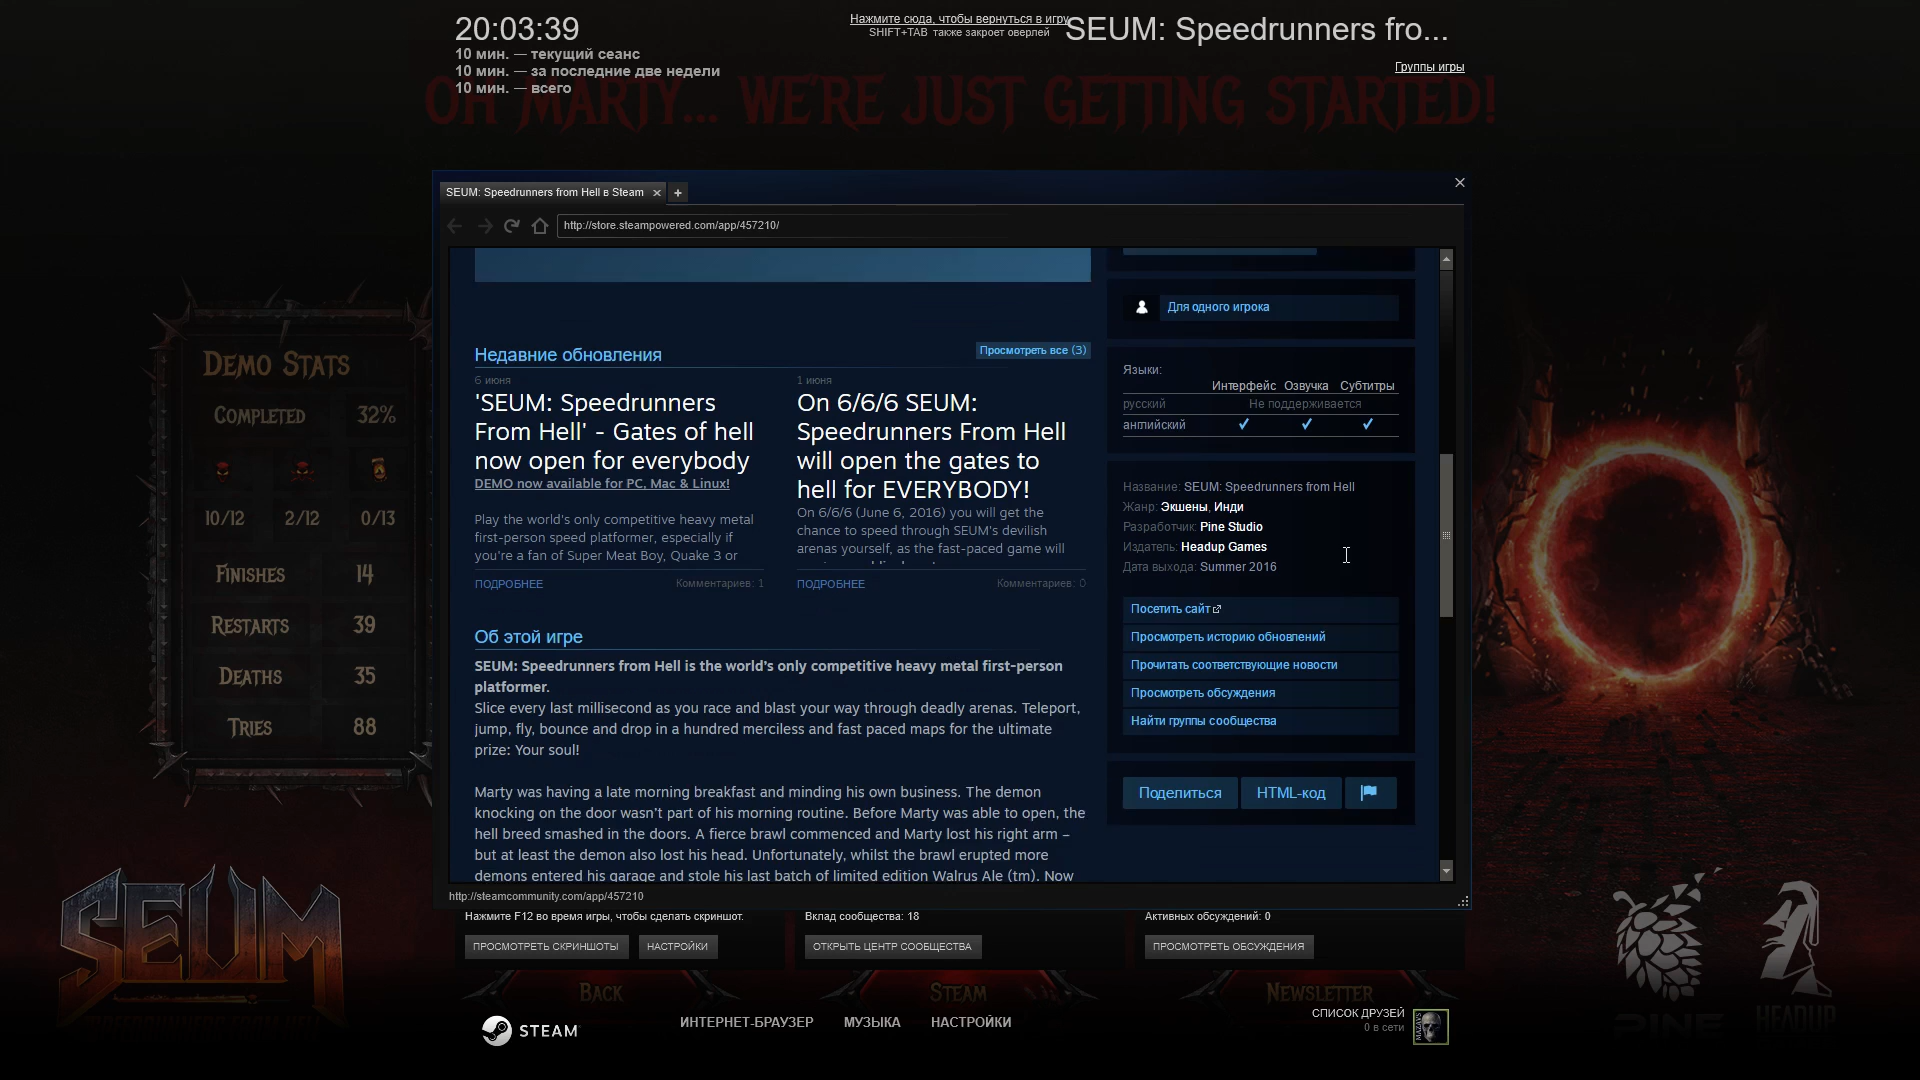 20:03:39
10 мин. — текущий сеанс
10 мин. — за последние две недели
10 мин. — всего
Нажмите сюда, чтобы вернуться в игру
SHIFT+TAB также закроет оверлей
SEUM: Speedrunners fro...
Группы игры
OH MARTY... WE'RE JUST GETTING STARTED!
SEUM: Speedrunners from Hell в Steam
http://store.steampowered.com/app/457210/
DEMO STATS
COMPLETED 32%
10/12 2/12 0/13
FINISHES 14
RESTARTS 39
DEATHS 35
TRIES 88
Недавние обновления
Просмотреть все (3)
6 июня
'SEUM: Speedrunners
From Hell' - Gates of hell
now open for everybody
DEMO now available for PC, Mac & Linux!
Play the world's only competitive heavy metal
first-person speed platformer, especially if
you're a fan of Super Meat Boy, Quake 3 or
ПОДРОБНЕЕ
Комментариев: 1
1 июня
On 6/6/6 SEUM:
Speedrunners From Hell
will open the gates to
hell for EVERYBODY!
On 6/6/6 (June 6, 2016) you will get the
chance to speed through SEUM's devilish
arenas yourself, as the fast-paced game will
ПОДРОБНЕЕ
Комментариев: 0
Об этой игре
SEUM: Speedrunners from Hell is the world's only competitive heavy metal first-person
platformer.
Slice every last millisecond as you race and blast your way through deadly arenas. Teleport,
jump, fly, bounce and drop in a hundred merciless and fast paced maps for the ultimate
prize: Your soul!
Marty was having a late morning breakfast and minding his own business. The demon
knocking on the door wasn't part of his morning routine. Before Marty was able to open, the
hell breed smashed in the doors. A fierce brawl commenced and Marty lost his right arm –
but at least the demon also lost his head. Unfortunately, whilst the brawl erupted more
demons entered his garage and stole his last batch of limited edition Walrus Ale (tm). Now
Для одного игрока
Языки:
Интерфейс Озвучка Субтитры
русский Не поддерживается
английский
Название: SEUM: Speedrunners from Hell
Жанр: Экшены, Инди
Разработчик: Pine Studio
Издатель: Headup Games
Дата выхода: Summer 2016
Посетить сайт
Просмотреть историю обновлений
Прочитать соответствующие новости
Просмотреть обсуждения
Найти группы сообщества
Поделиться
HTML-код
http://steamcommunity.com/app/457210
Нажмите F12 во время игры, чтобы сделать скриншот.
ПРОСМОТРЕТЬ СКРИНШОТЫ
НАСТРОЙКИ
Вклад сообщества: 18
ОТКРЫТЬ ЦЕНТР СООБЩЕСТВА
Активных обсуждений: 0
ПРОСМОТРЕТЬ ОБСУЖДЕНИЯ
SEUM
SPEEDRUNNERS FROM HELL
BACK
STEAM
NEWSLETTER
STEAM
ИНТЕРНЕТ-БРАУЗЕР
МУЗЫКА
НАСТРОЙКИ
СПИСОК ДРУЗЕЙ
0 в сети
PINE
HEADUP